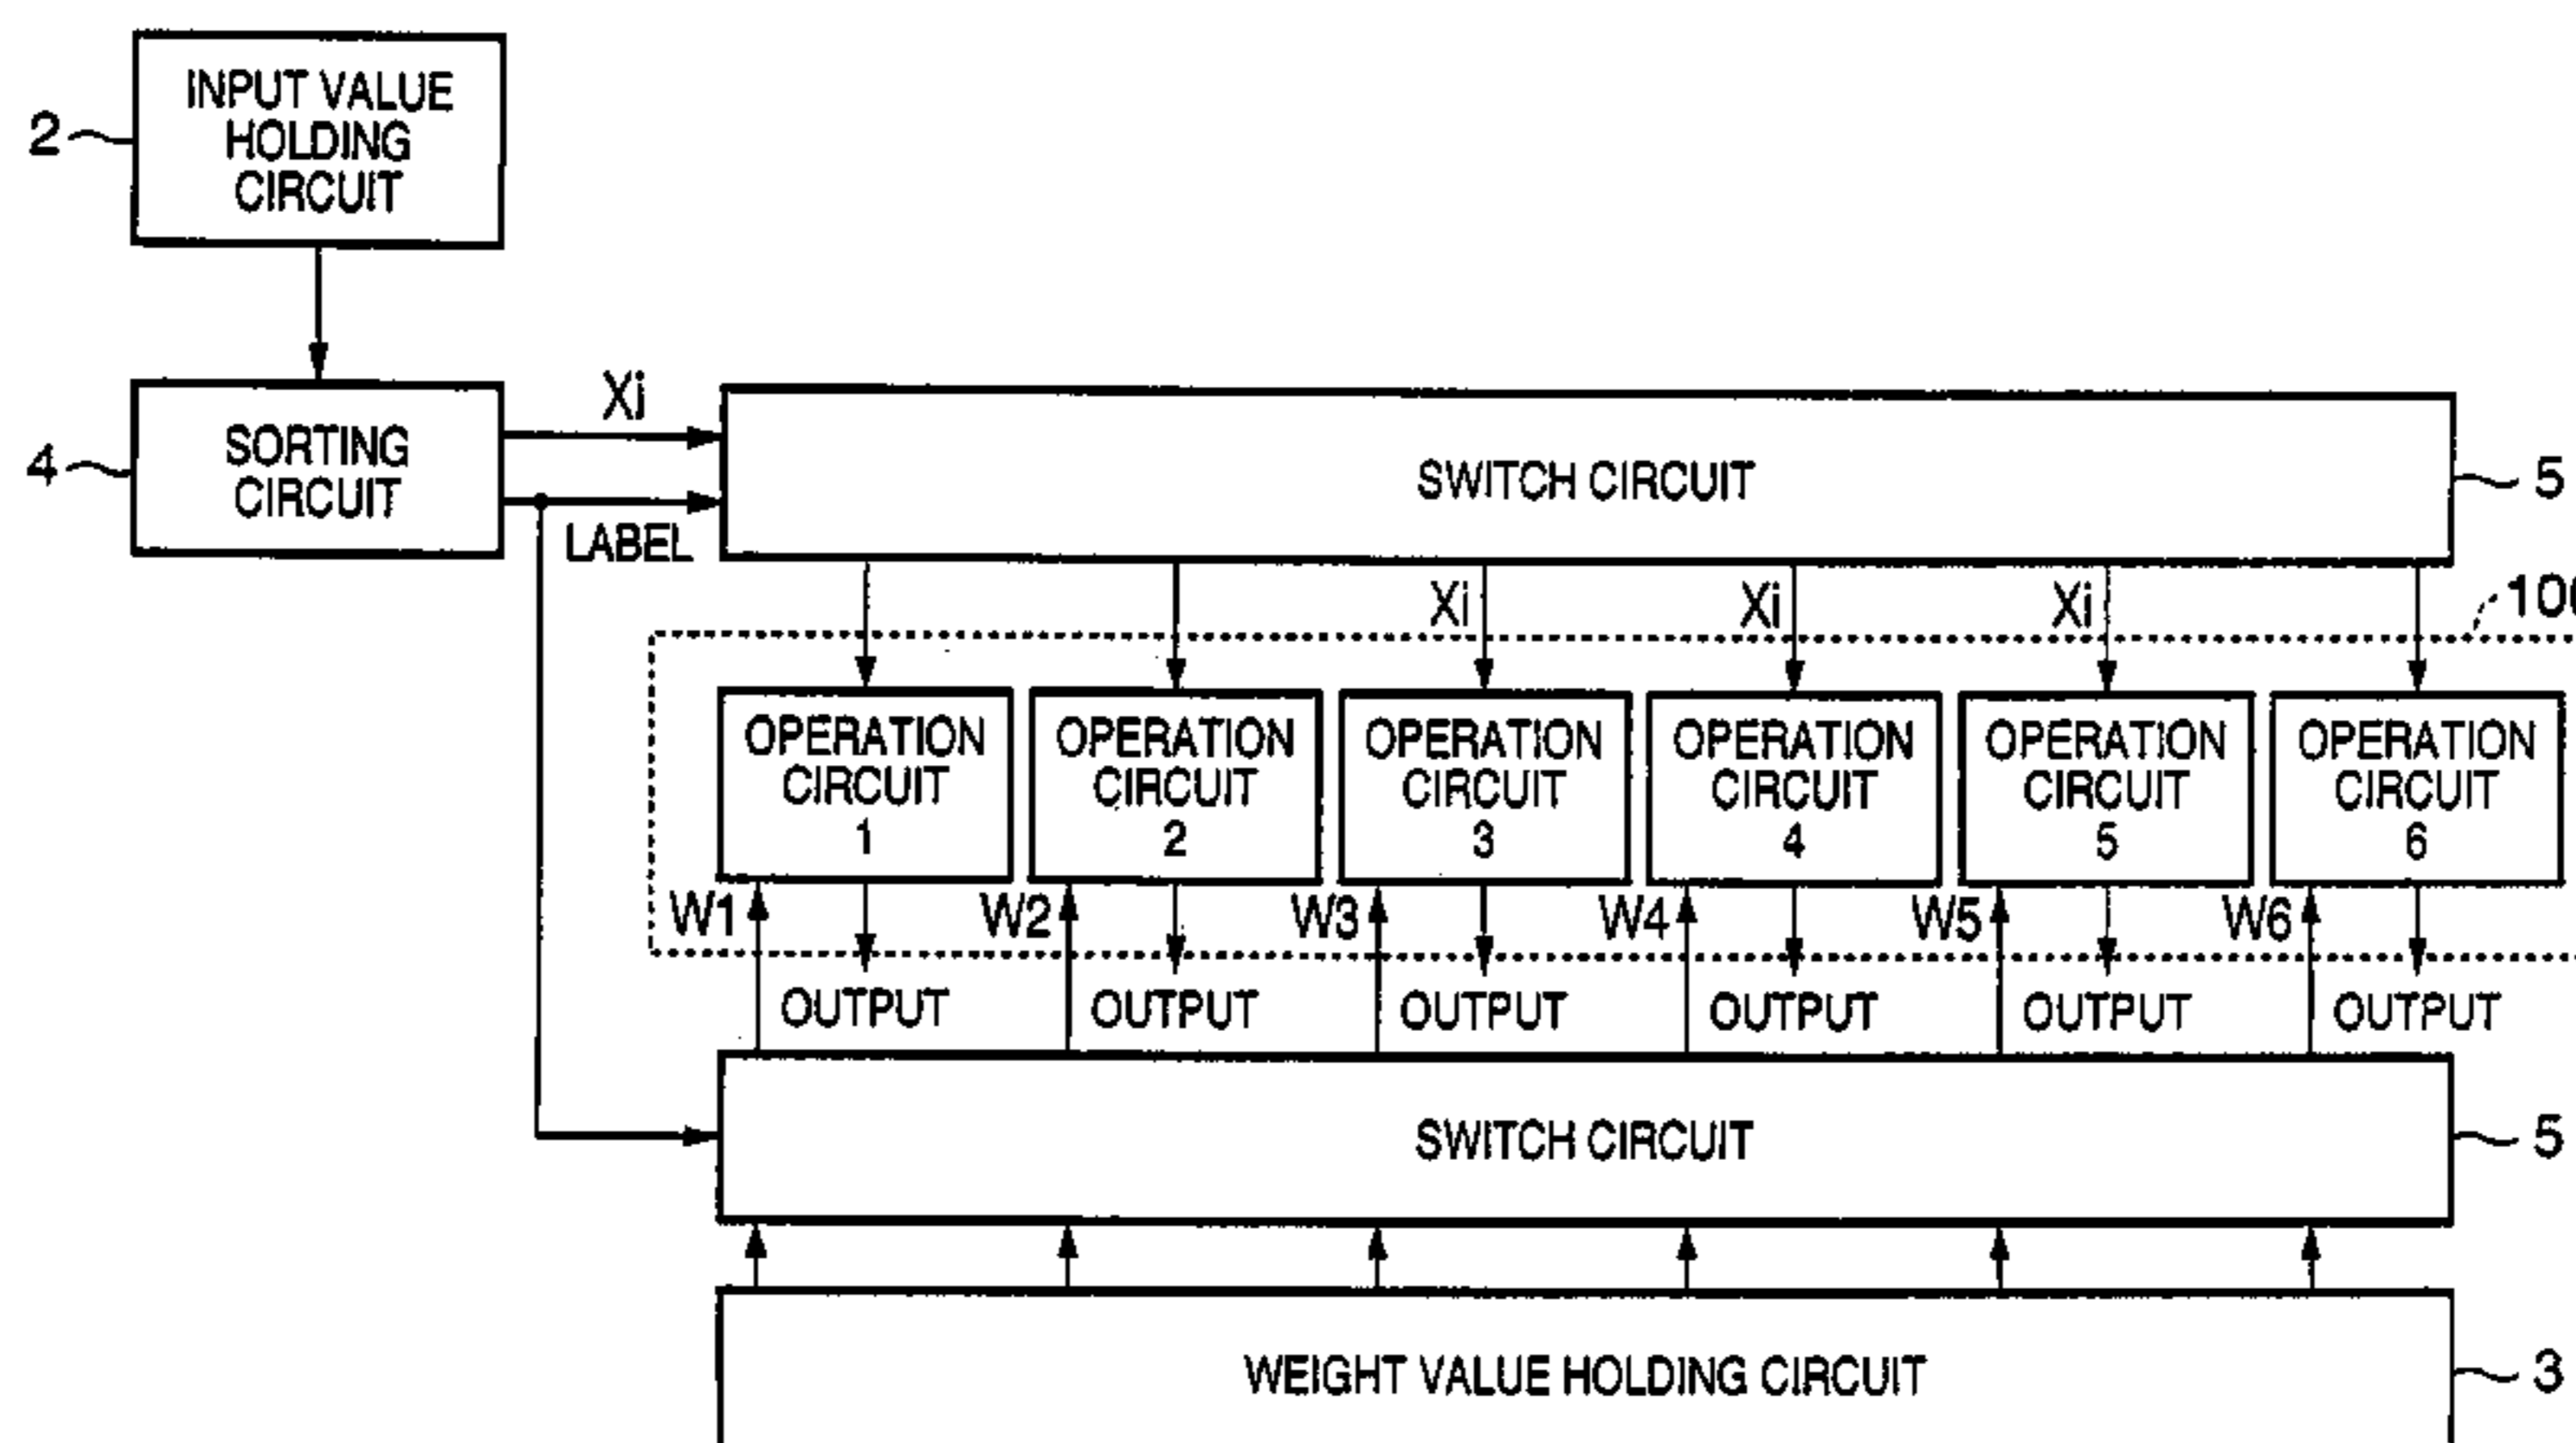 INPUT VALUE
HOLDING
CIRCUIT
2
SORTING
CIRCUIT
4
Xi
LABEL
SWITCH CIRCUIT
5
Xi
Xi
Xi
OPERATION
CIRCUIT
1
OPERATION
CIRCUIT
2
OPERATION
CIRCUIT
3
OPERATION
CIRCUIT
4
OPERATION
CIRCUIT
5
OPERATION
CIRCUIT
6
W1
W2
W3
W4
W5
W6
OUTPUT
OUTPUT
OUTPUT
OUTPUT
OUTPUT
OUTPUT
SWITCH CIRCUIT
5
WEIGHT VALUE HOLDING CIRCUIT
3